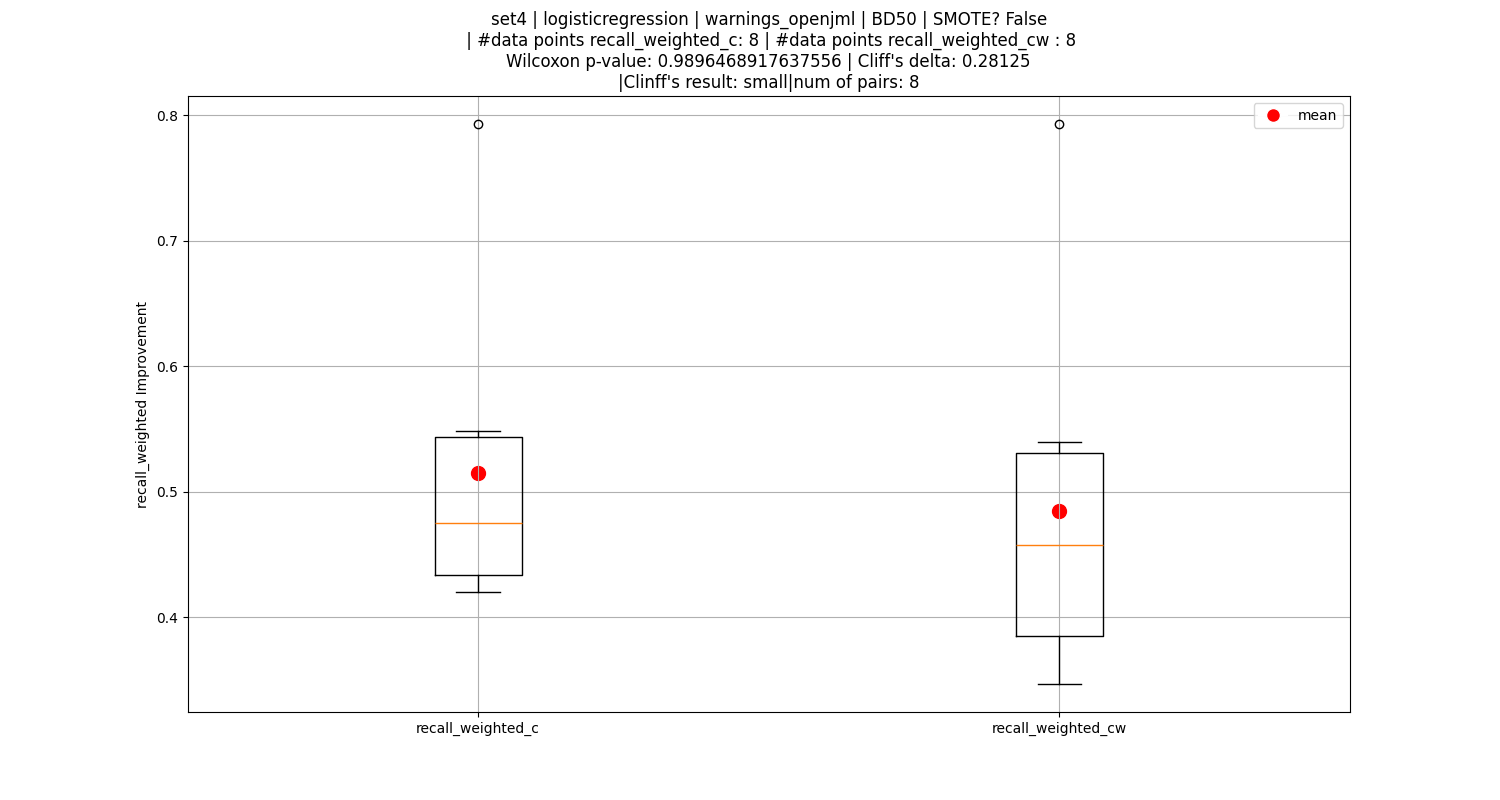 set4 | logisticregression | warnings_openjml | BD50 | SMOTE? False
| #data points recall_weighted_c: 8 | #data points recall_weighted_cw : 8
Wilcoxon p-value: 0.9896468917637556 | Cliff's delta: 0.28125
|Clinff's result: small|num of pairs: 8
mean
0.8
0.7
0.6
0.5
0.4
recall_weighted Improvement
recall_weighted_c
recall_weighted_cw